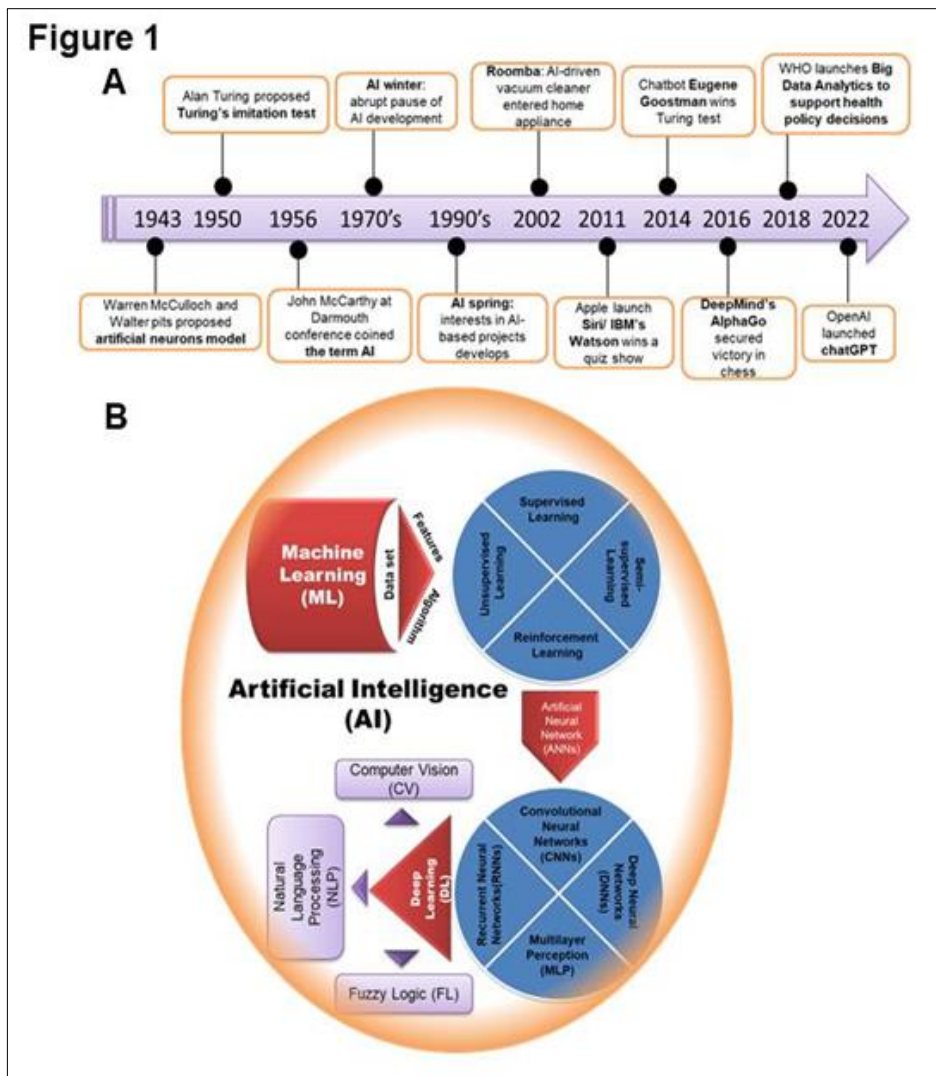 Figure 1
A
Alan Turing proposed
Turing's imitation test
AI winter:
abrupt pause of
AI development
Roomba: AI-driven
vacuum cleaner
entered home
appliance
Chatbot Eugene
Goostman wins
Turing test
WHO launches Big
Data Analytics to
support health
policy decisions
1943 1950 1956 1970's 1990's 2002 2011 2014 2016 2018 2022
Warren McCulloch and
Walter pits proposed
artificial neurons model
John McCarthy at
Darmouth
conference coined
the term AI
AI spring:
interests in AI-
based projects
develops
Apple launch
Siri/ IBM's
Watson wins a
quiz show
DeepMind's
AlphaGo
secured
victory in
chess
OpenAI
launched
chatGPT
B
Machine
Learning
(ML)
Data set
Features
Algorithm
Supervised
Learning
Unsupervised
Learning
Semi-
supervised
Learning
Reinforcement
Learning
Artificial Intelligence
(AI)
Artificial
Neural
Network
(ANNs)
Computer Vision
(CV)
Natural
Language
Processing
(NLP)
Deep
Learning
(DL)
Fuzzy Logic (FL)
Convolutional
Neural
Networks
(CNNs)
Recurrent Neural
Networks(RNNs)
Deep Neural
Networks
(DNNs)
Multilayer
Perception
(MLP)